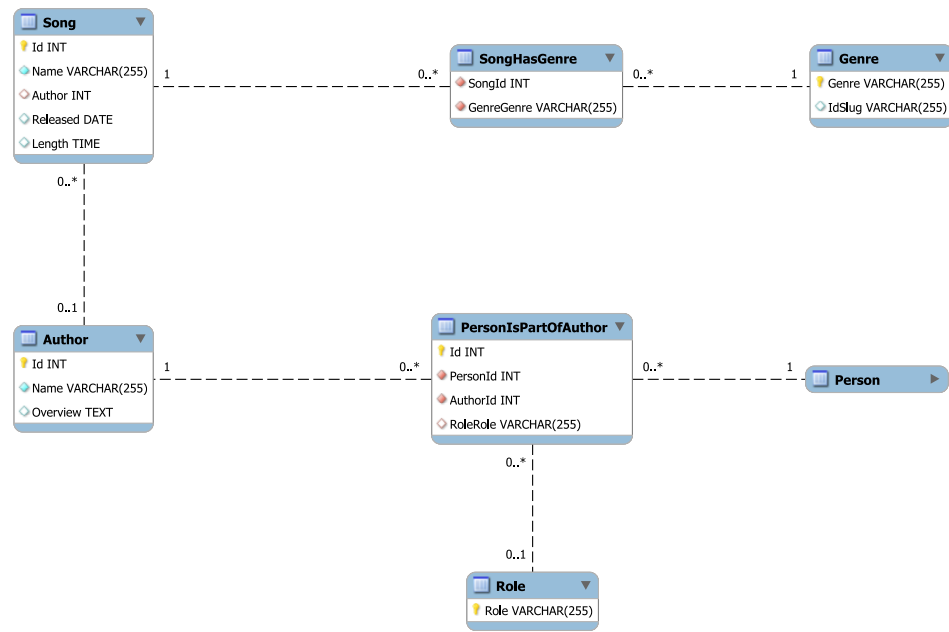 Song
Id INT
Name VARCHAR(255)
Author INT
Released DATE
Length TIME
1
0..*
SongHasGenre
SongId INT
GenreGenre VARCHAR(255)
0..*
1
Genre
Genre VARCHAR(255)
IdSlug VARCHAR(255)
0..*
0..1
Author
Id INT
Name VARCHAR(255)
Overview TEXT
1
0..*
PersonIsPartOfAuthor
Id INT
PersonId INT
AuthorId INT
RoleRole VARCHAR(255)
0..*
1
Person
0..*
0..1
Role
Role VARCHAR(255)